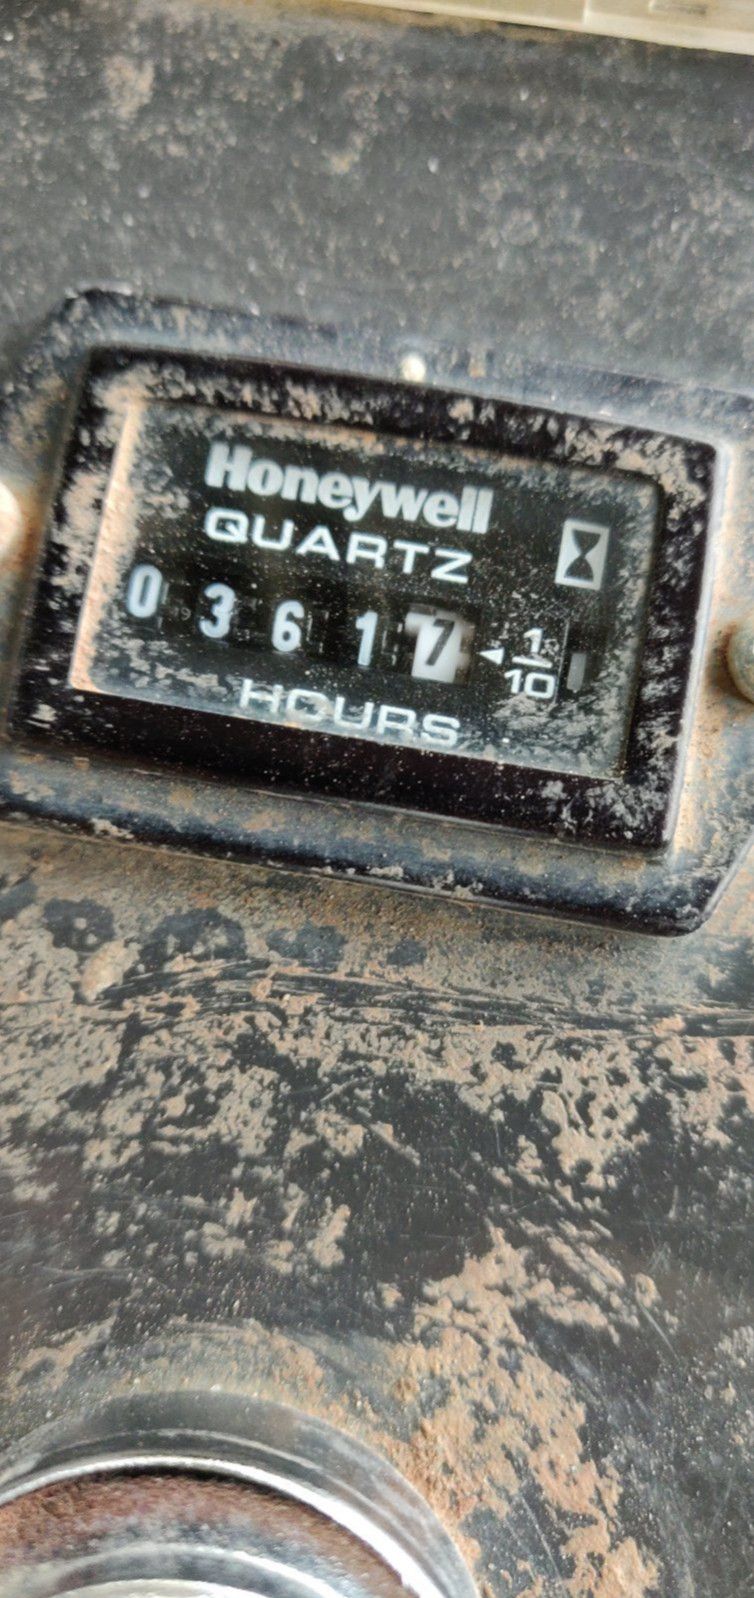 Honeywell
QUARTZ
0 3 6 1 7 ◄ 1/10
HOURS